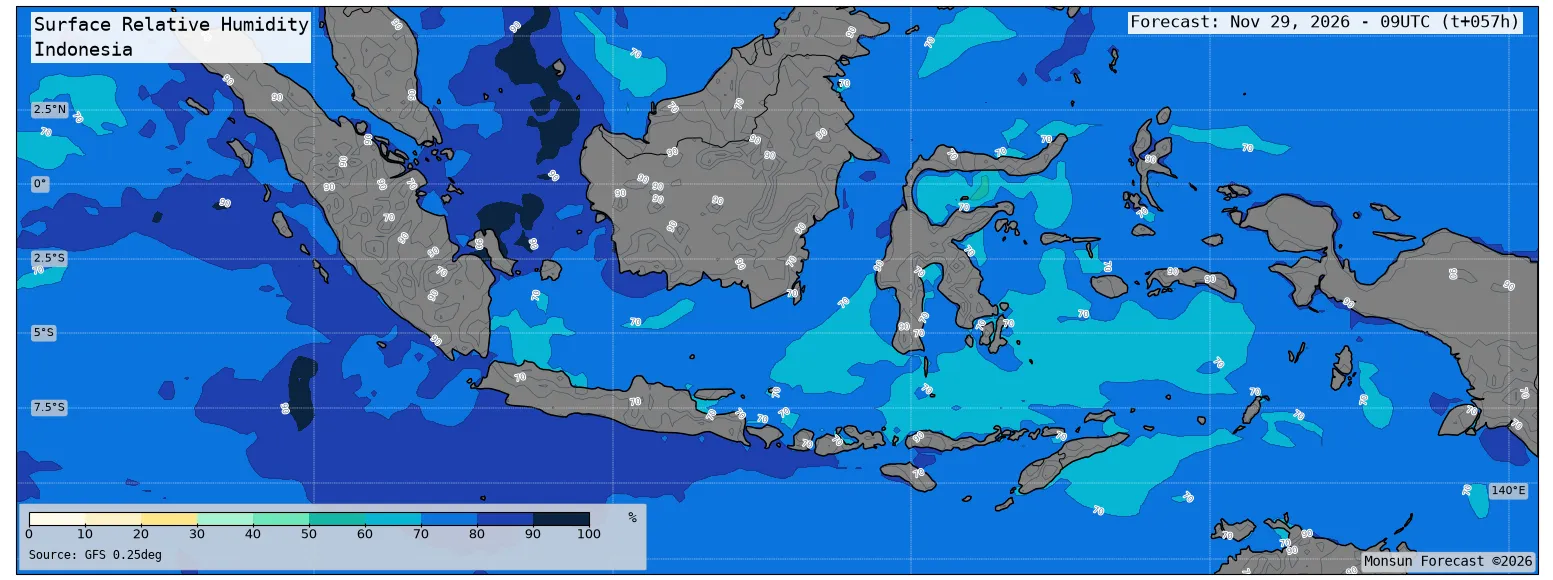 Surface Relative Humidity
Indonesia
Forecast: Nov 29, 2026 - 09UTC (t+057h)
2.5°N
0°
2.5°S
5°S
7.5°S
140°E
0 10 20 30 40 50 60 70 80 90 100 %
Source: GFS 0.25deg
Monsun Forecast ©2026